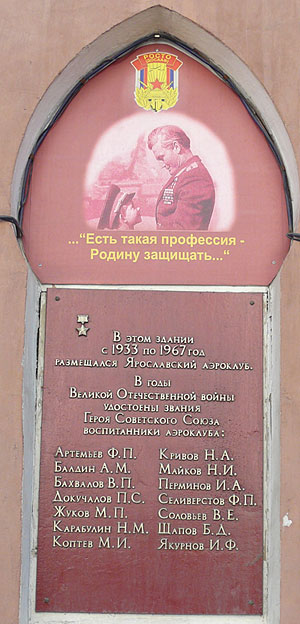 РОСТО
..."Есть такая профессия -
Родину защищать..."
В этом здании
с 1933 по 1967 год
размещался Ярославский аэроклуб.
В годы
Великой Отечественной войны
удостоены звания
Героя Советского Союза
воспитанники аэроклуба:
Артемьев Ф.П. Кривов Н.А.
Балдин А.М. Майков Н.И.
Бахвалов В.П. Перминов И.А.
Докучалов П.С. Селиверстов Ф.П.
Жуков М.П. Соловьев В.Е.
Карабулин Н.М. Щапов Б.Д.
Коптев М.И. Якурнов И.Ф.